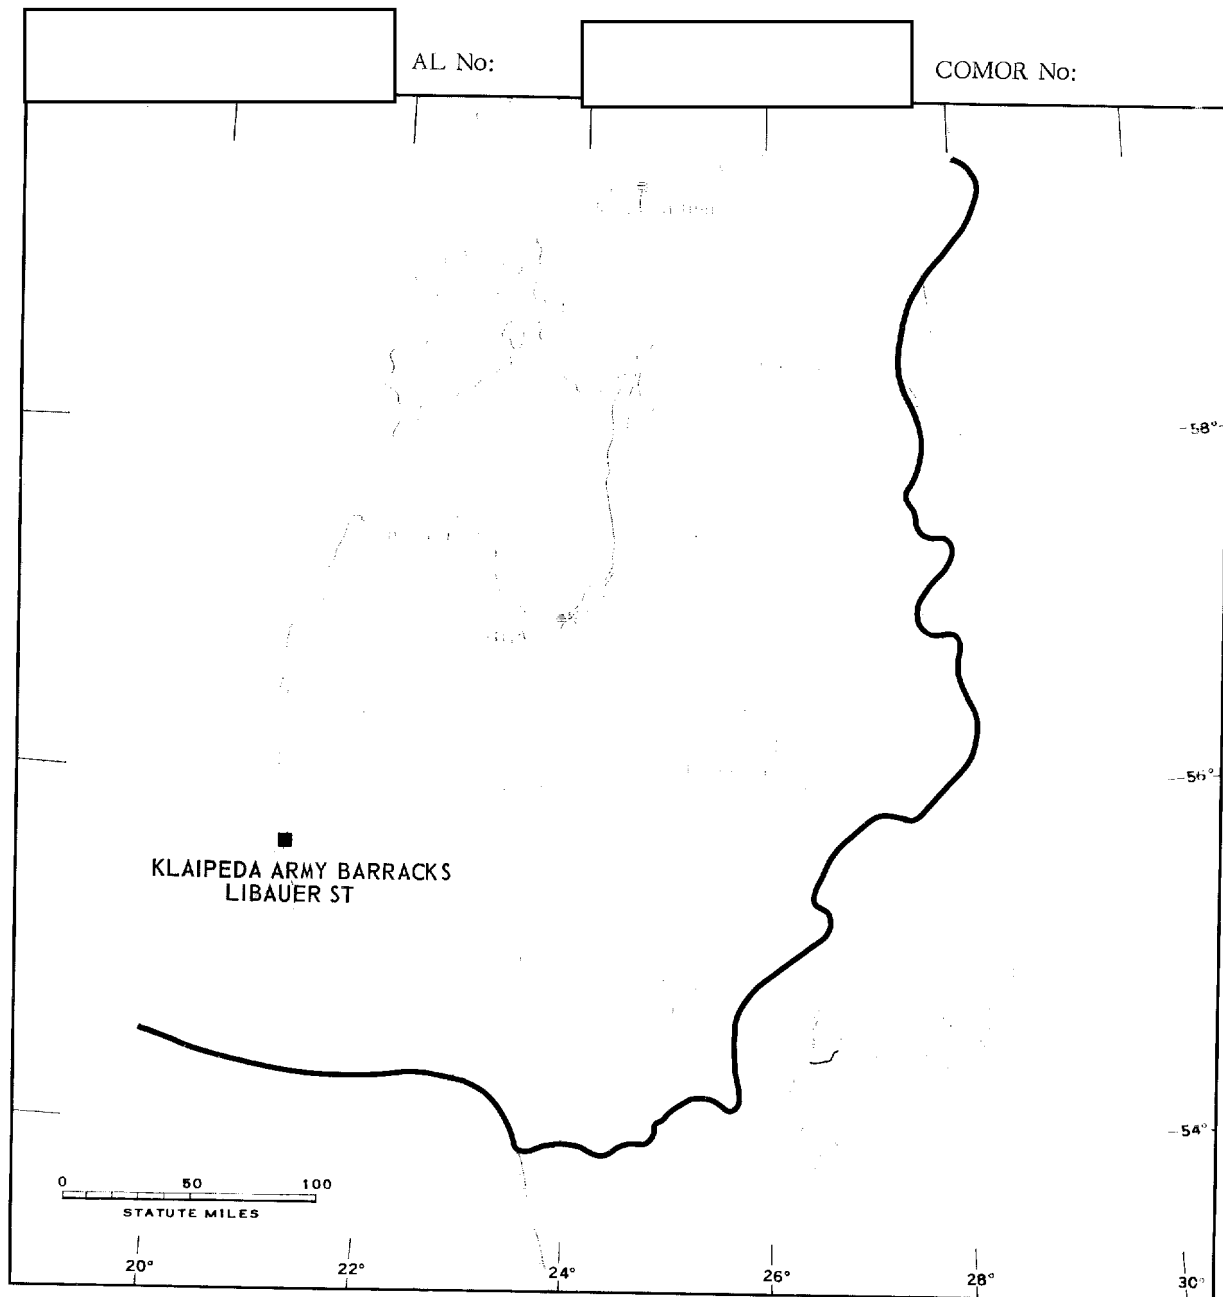 AL No:
COMOR No:
58°
56°
KLAIPEDA ARMY BARRACKS
LIBAUER ST
54°
0 50 100
STATUTE MILES
20° 22° 24° 26° 28° 30°